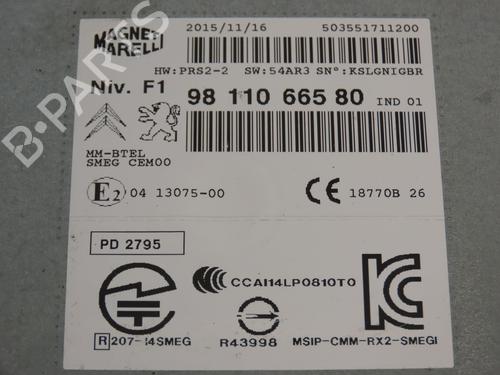 MAGNETI MARELLI
2015/11/16 503551711200
HW:PRS2-2 SW:54AR3 SN°:KSLGNIGBR
Niv. F1
98 110 665 80 IND 01
MM-BTEL
SMEG CEM00
E2 04 13075-00 CE 18770B 26
PD 2795
CCAI14LP0810T0
R 207-14SMEG
R43998
MSIP-CMM-RX2-SMEGI
B-Parts